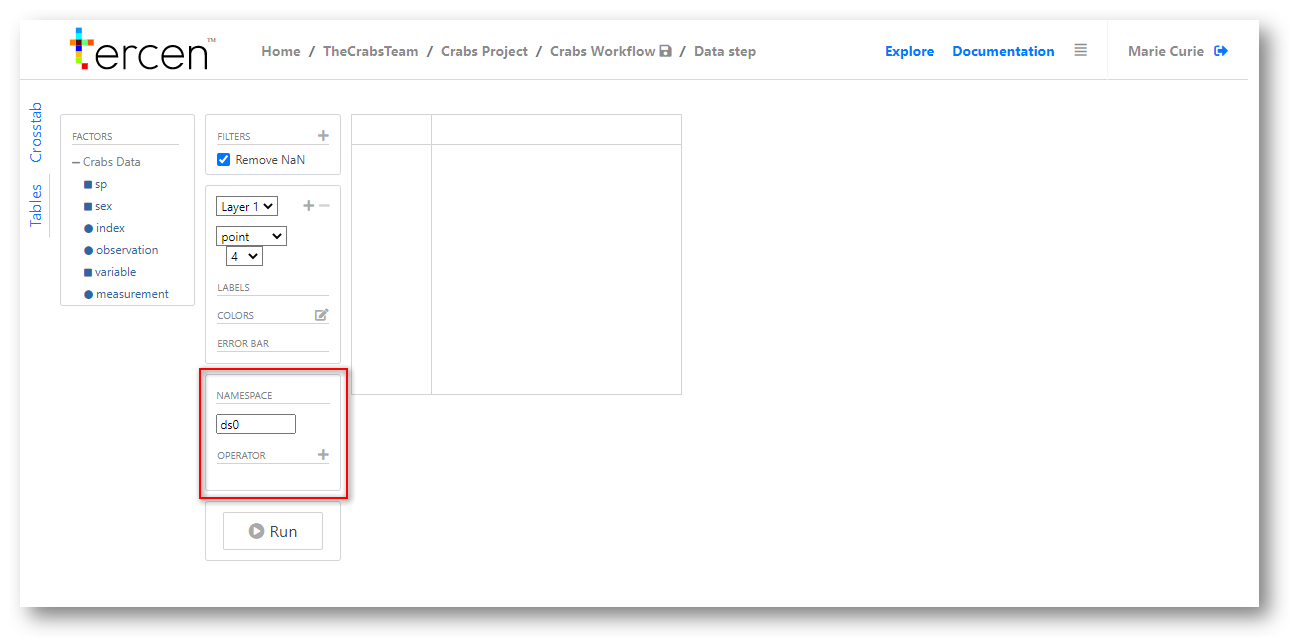 tercen™
Home / TheCrabsTeam / Crabs Project / Crabs Workflow / Data step
Explore Documentation
Marie Curie
Crosstab
Tables
FACTORS
Crabs Data
sp
sex
index
observation
variable
measurement
FILTERS
Remove NaN
Layer 1
point
4
LABELS
COLORS
ERROR BAR
NAMESPACE
ds0
OPERATOR
Run